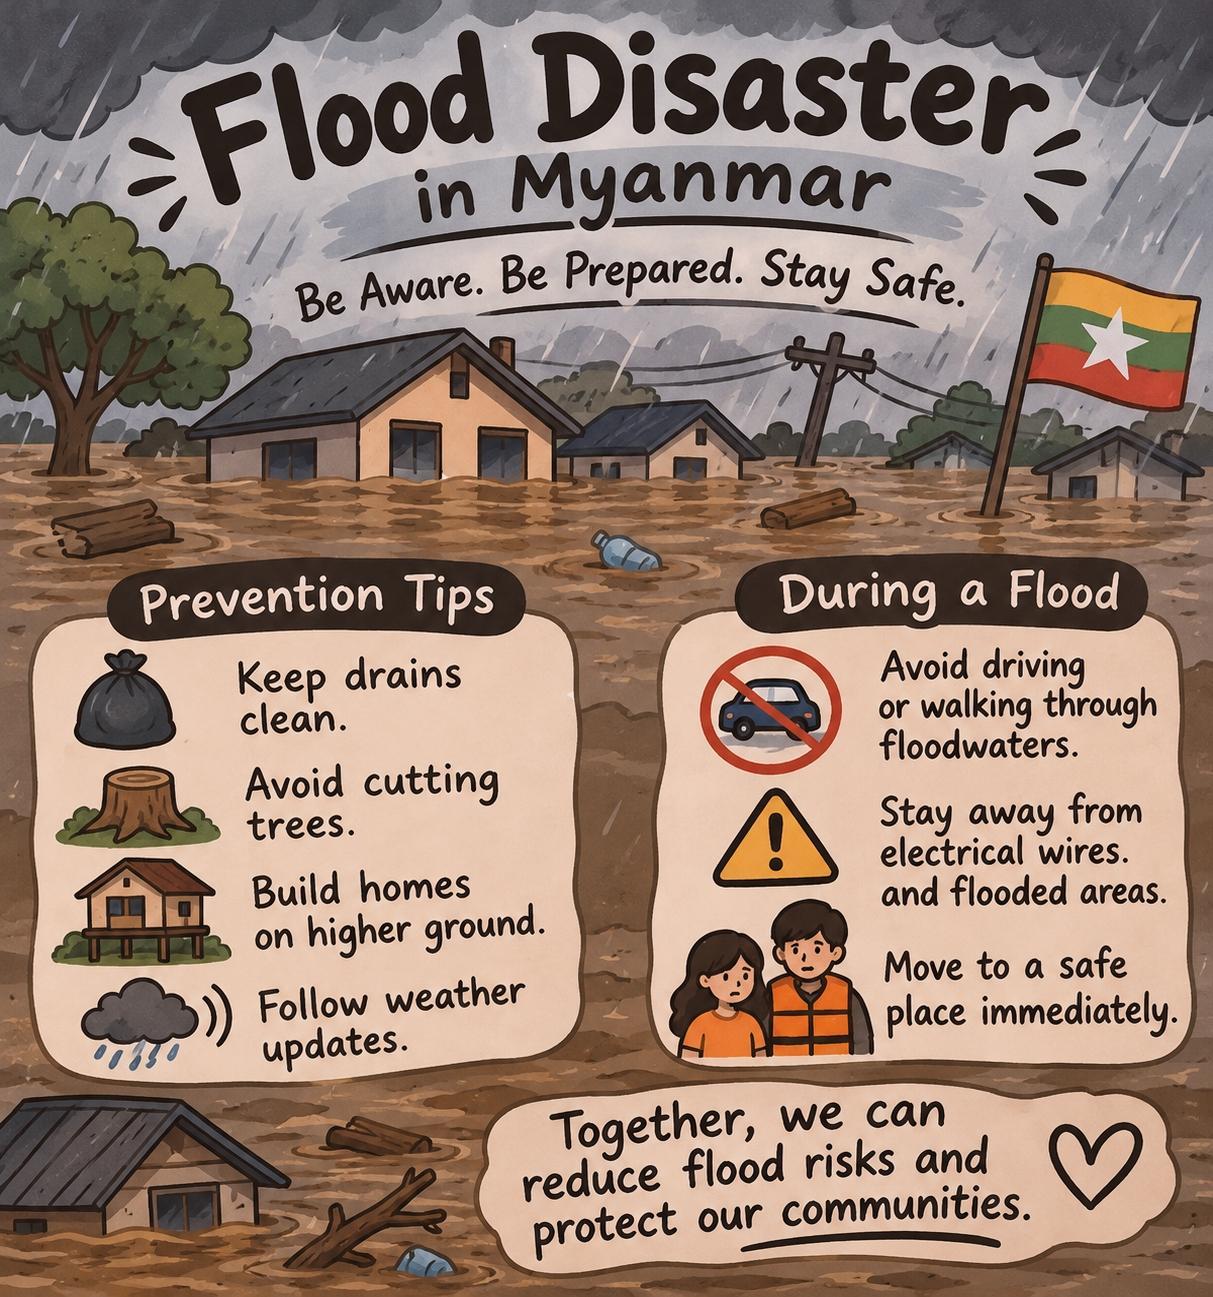 Flood Disaster
in Myanmar
Be Aware. Be Prepared. Stay Safe.
Prevention Tips
Keep drains
clean.
Avoid cutting
trees.
Build homes
on higher ground.
Follow weather
updates.
During a Flood
Avoid driving
or walking through
floodwaters.
Stay away from
electrical wires.
and flooded areas.
Move to a safe
place immediately.
Together, we can
reduce flood risks and
protect our communities.